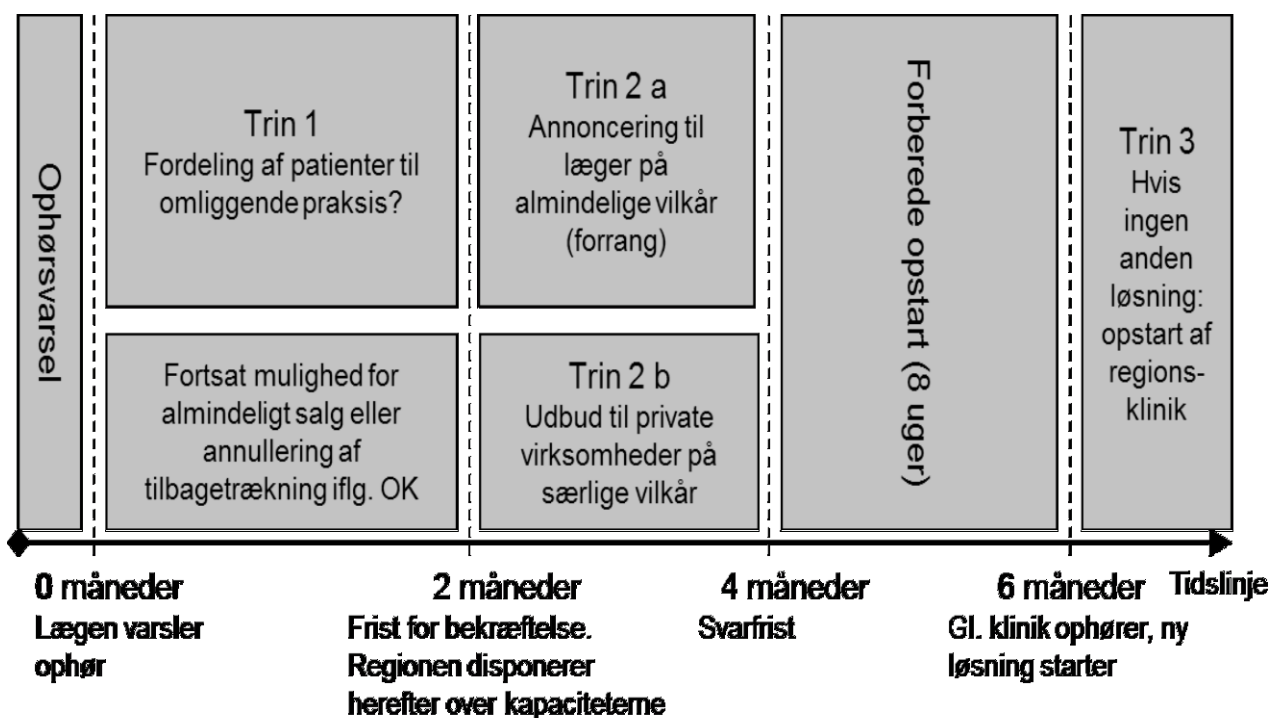 Ophørsvarsel
Trin 1
Fordeling af patienter til
omliggende praksis?
Fortsat mulighed for
almindeligt salg eller
annullering af
tilbagetrækning iflg. OK
Trin 2 a
Annoncering til
læger på
almindelige vilkår
(forrang)
Trin 2 b
Udbud til private
virksomheder på
særlige vilkår
Forberede opstart (8 uger)
Trin 3
Hvis
ingen
anden
løsning:
opstart af
regions-
klinik
0 måneder
Lægen varsler
ophør
2 måneder
Frist for bekræftelse.
Regionen disponerer
herefter over kapaciteterne
4 måneder
Svarfrist
6 måneder
Gl. klinik ophører, ny
løsning starter
Tidslinje